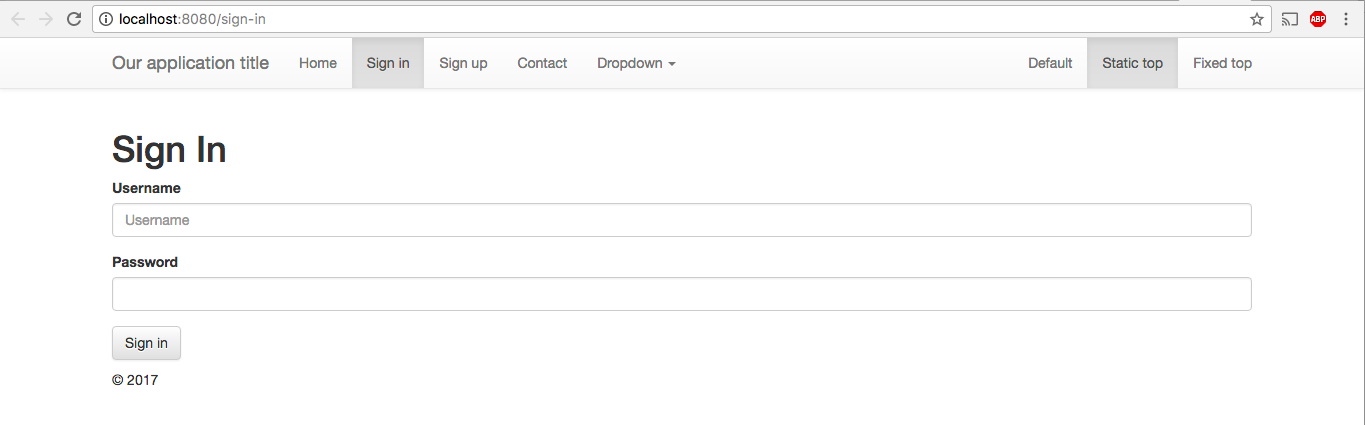 localhost:8080/sign-in
ABP
Our application title Home Sign in Sign up Contact Dropdown Default Static top Fixed top
Sign In
Username
Username
Password
Sign in
© 2017